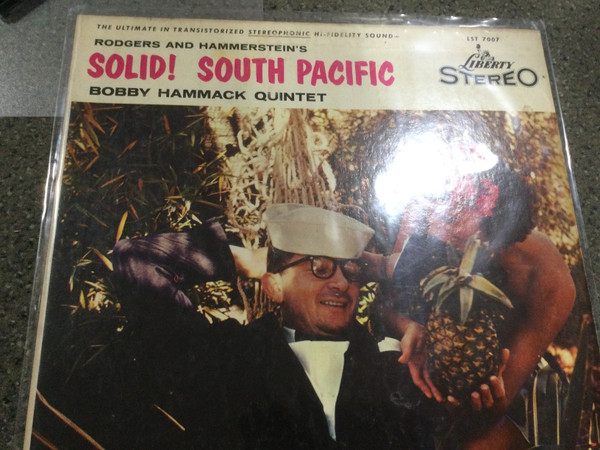 THE ULTIMATE IN TRANSISTORIZED STEREOPHONIC HI-FIDELITY SOUND
LST 7007
RODGERS AND HAMMERSTEIN'S
SOLID! SOUTH PACIFIC
BOBBY HAMMACK QUINTET
LIBERTY
STEREO